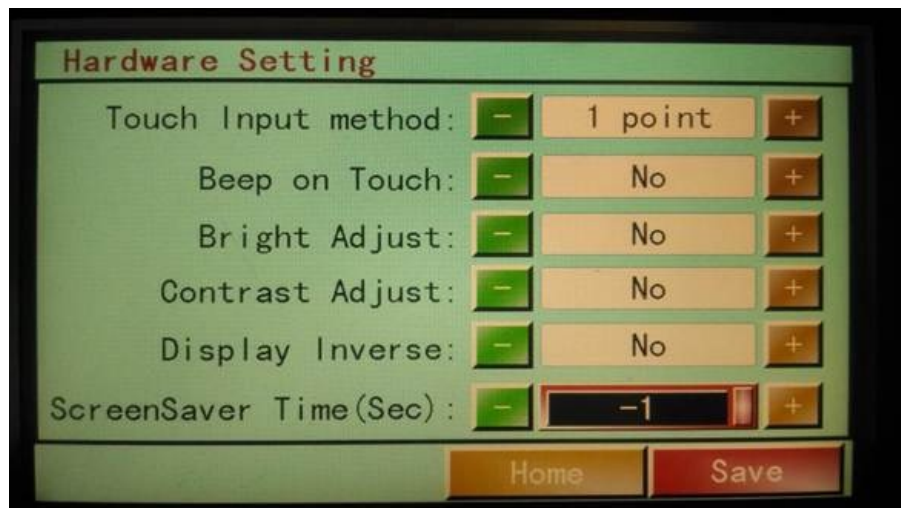 Hardware Setting
Touch Input method: - 1 point +
Beep on Touch: - No +
Bright Adjust: - No +
Contrast Adjust: - No +
Display Inverse: - No +
ScreenSaver Time(Sec): - -1 +
Home Save